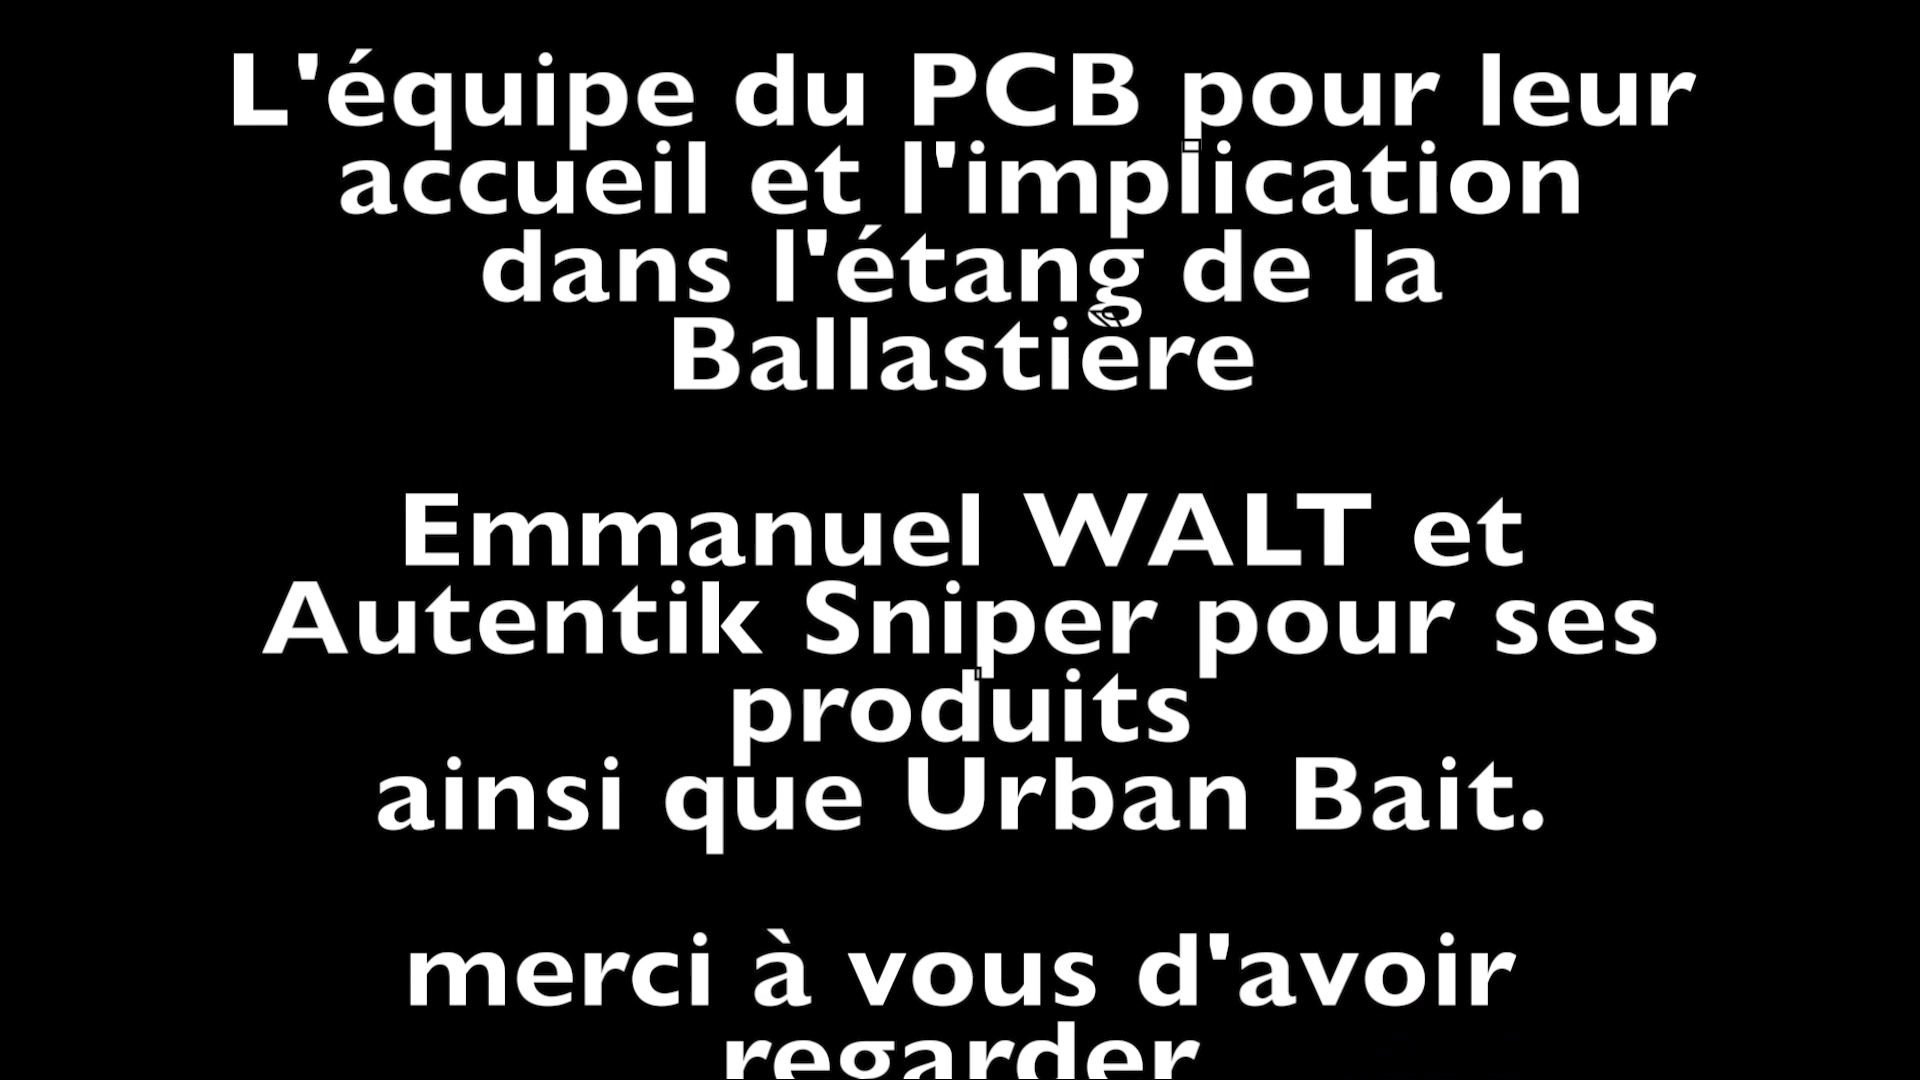 L'équipe du PCB pour leur
accueil et l'implication
dans l'étang de la
Ballastière
Emmanuel WALT et
Autentik Sniper pour ses
produits
ainsi que Urban Bait.
merci à vous d'avoir
regarder